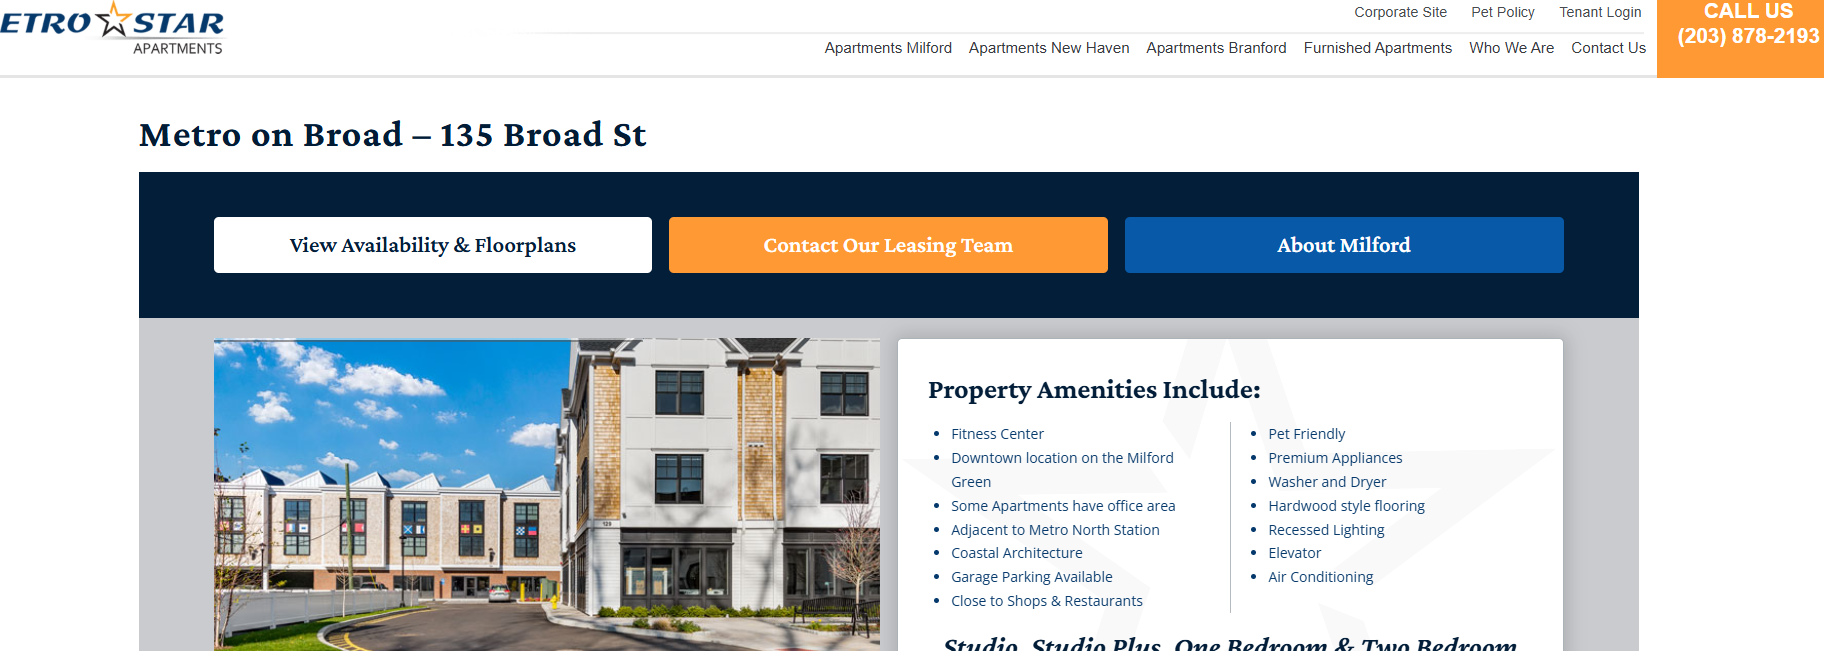 ETRO STAR
APARTMENTS
Corporate Site Pet Policy Tenant Login
Apartments Milford Apartments New Haven Apartments Branford Furnished Apartments Who We Are Contact Us
CALL US
(203) 878-2193
Metro on Broad – 135 Broad St
View Availability & Floorplans
Contact Our Leasing Team
About Milford
Property Amenities Include:
Fitness Center
Downtown location on the Milford
Green
Some Apartments have office area
Adjacent to Metro North Station
Coastal Architecture
Garage Parking Available
Close to Shops & Restaurants
Pet Friendly
Premium Appliances
Washer and Dryer
Hardwood style flooring
Recessed Lighting
Elevator
Air Conditioning
Studio, Studio Plus, One Bedroom & Two Bedroom